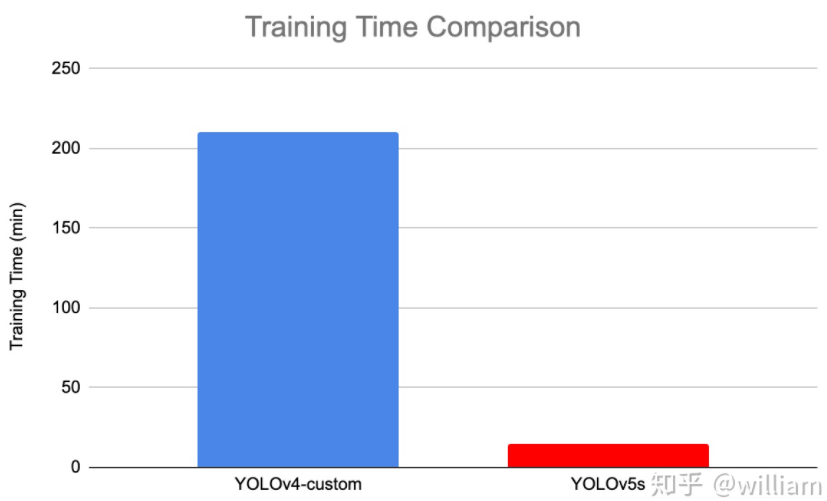 Training Time Comparison
250
200
150
100
50
0
Training Time (min)
YOLOv4-custom
YOLOv5s
知乎 @william